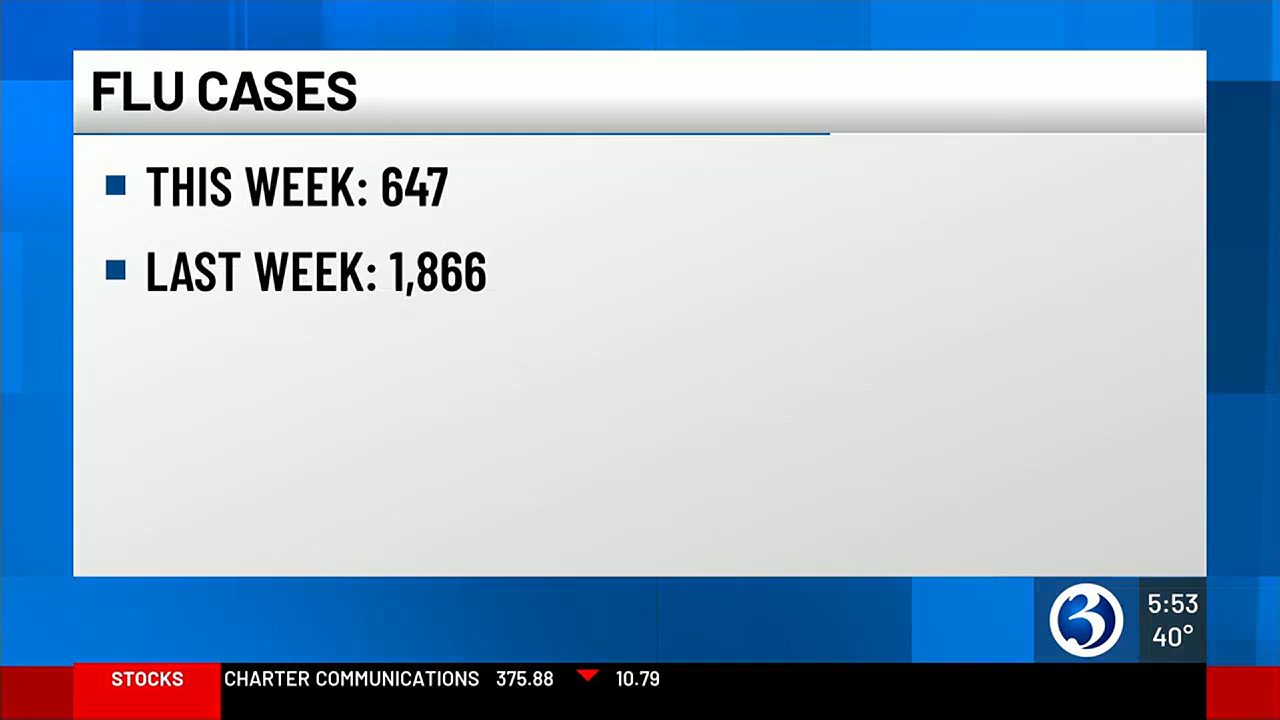 FLU CASES
THIS WEEK: 647
LAST WEEK: 1,866
3
5:53
40°
STOCKS CHARTER COMMUNICATIONS 375.88 10.79